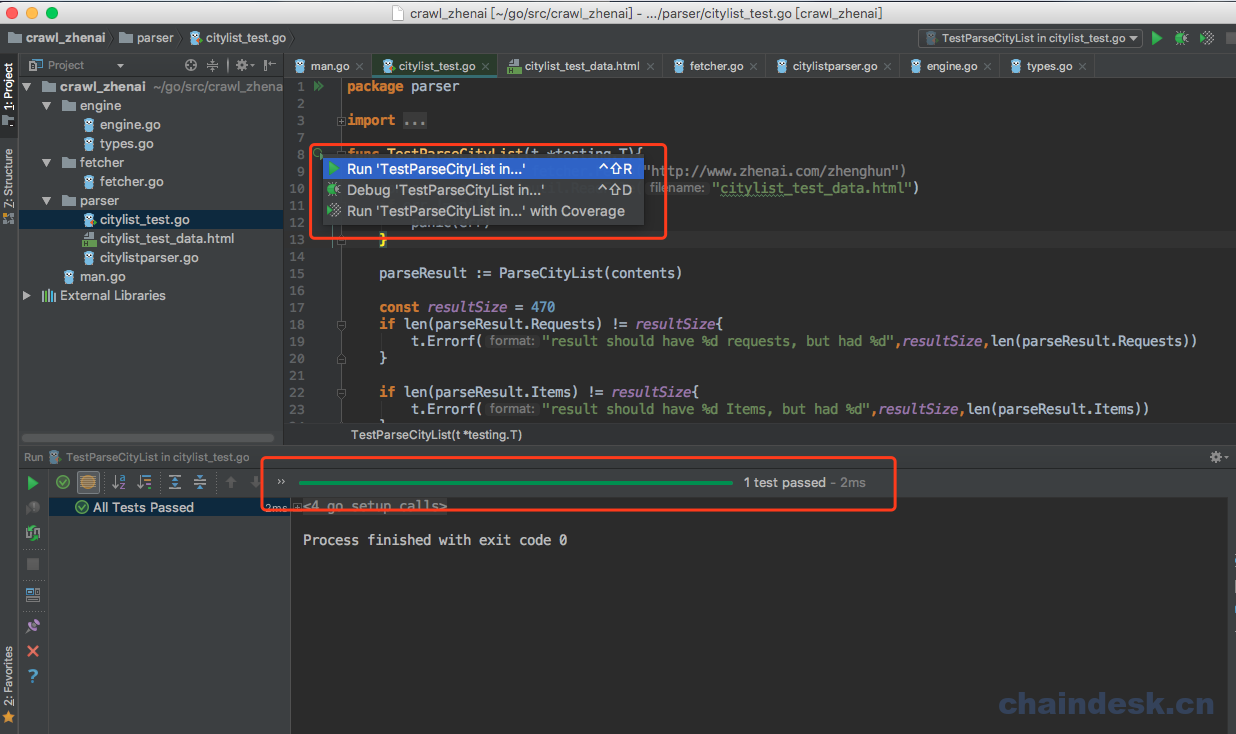 crawl_zhenai [~/go/src/crawl_zhenai] - .../parser/citylist_test.go [crawl_zhenai]
crawl_zhenai parser citylist_test.go
TestParseCityList in citylist_test.go
1: Project
Z: Structure
2: Favorites
Project
man.go citylist_test.go citylist_test_data.html fetcher.go citylistparser.go engine.go types.go
crawl_zhenai ~/go/src/crawl_zhena
engine
engine.go
types.go
fetcher
fetcher.go
parser
citylist_test.go
citylist_test_data.html
citylistparser.go
man.go
External Libraries
1 package parser
2
3 import ...
7
8 func TestParseCityList(t *testing.T){
9 "http://www.zhenai.com/zhenghun")
10 filename: "citylist_test_data.html")
11
12 panic(err)
13 }
14
15 parseResult := ParseCityList(contents)
16
17 const resultSize = 470
18 if len(parseResult.Requests) != resultSize{
19 t.Errorf( format: "result should have %d requests, but had %d",resultSize,len(parseResult.Requests))
20 }
21
22 if len(parseResult.Items) != resultSize{
23 t.Errorf( format: "result should have %d Items, but had %d",resultSize,len(parseResult.Items))
Run 'TestParseCityList in...' ^⇧R
Debug 'TestParseCityList in...' ^⇧D
Run 'TestParseCityList in...' with Coverage
TestParseCityList(t *testing.T)
Run TestParseCityList in citylist_test.go
1 test passed - 2ms
All Tests Passed 2ms
<4 go setup calls>
Process finished with exit code 0
chaindesk.cn